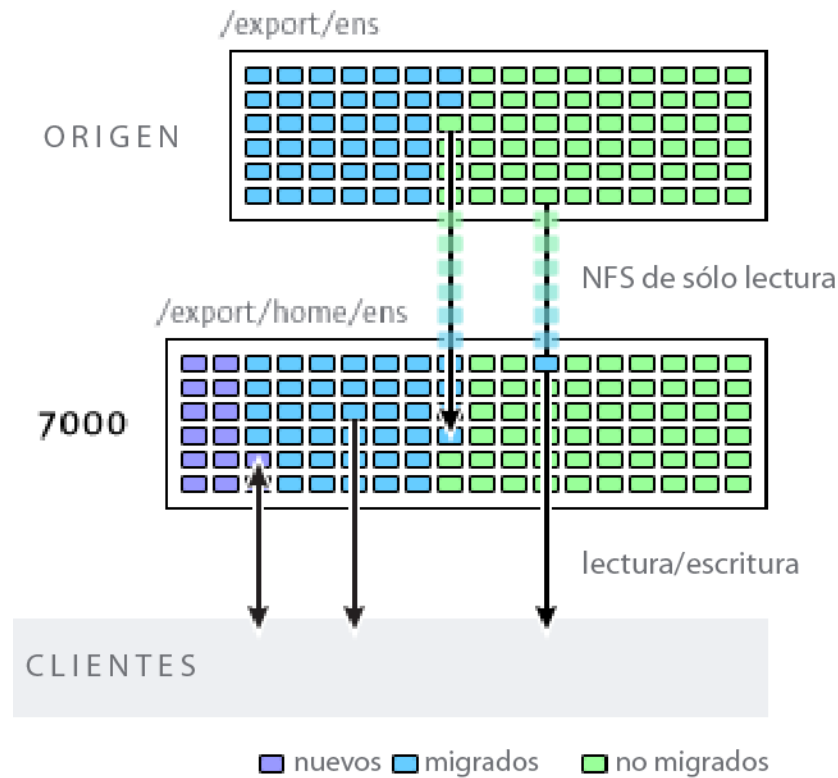 /export/ens
ORIGEN
NFS de sólo lectura
/export/home/ens
7000
lectura/escritura
CLIENTES
nuevos migrados no migrados